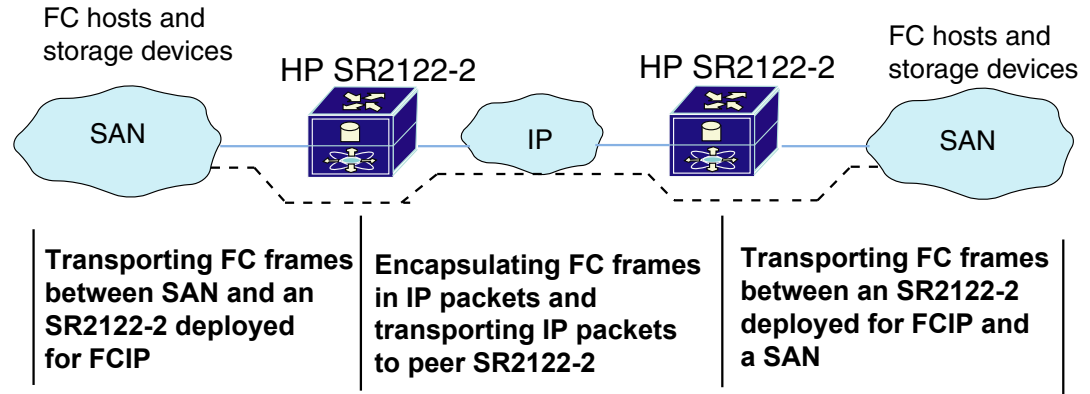 FC hosts and
storage devices
HP SR2122-2
HP SR2122-2
FC hosts and
storage devices
SAN
IP
SAN
Transporting FC frames
between SAN and an
SR2122-2 deployed
for FCIP
Encapsulating FC frames
in IP packets and
transporting IP packets
to peer SR2122-2
Transporting FC frames
between an SR2122-2
deployed for FCIP and
a SAN